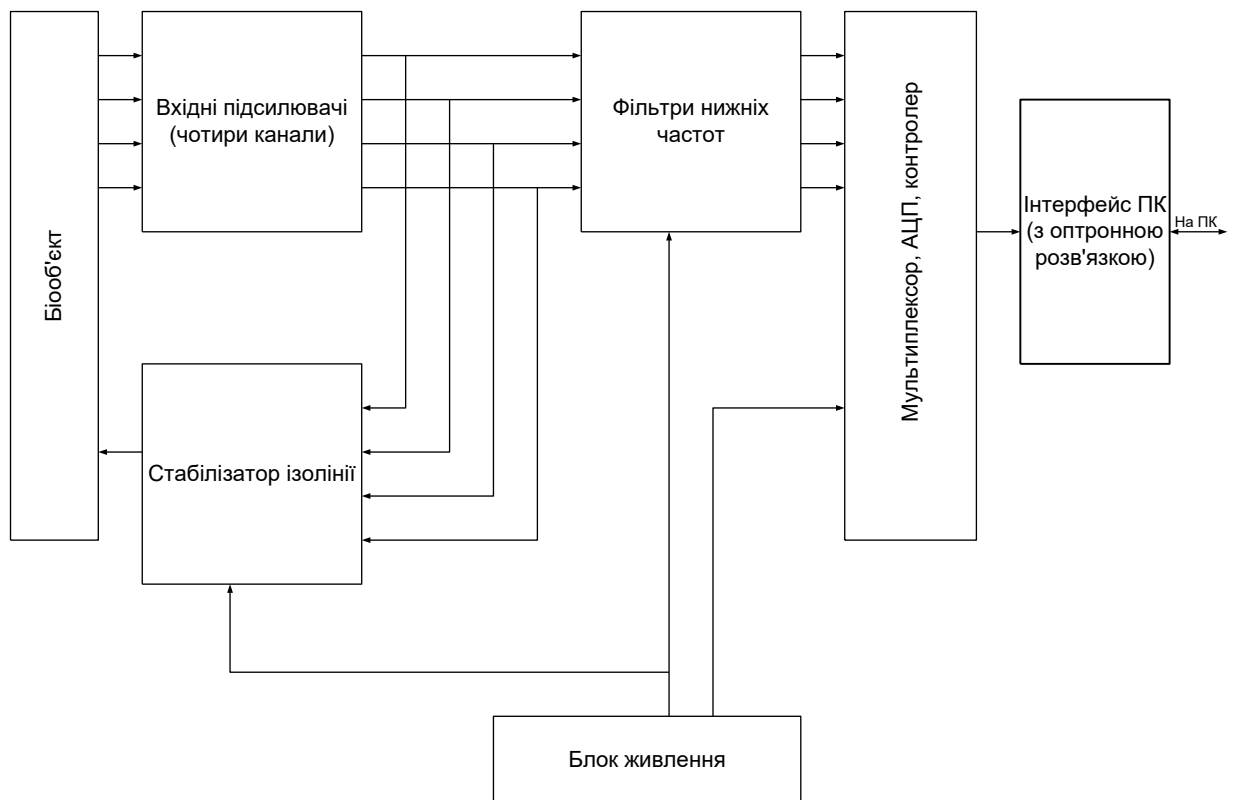 Біооб'єкт
Вхідні підсилювачі
(чотири канали)
Фільтри нижніх
частот
Мультиплексор, АЦП, контролер
Інтерфейс ПК
(з оптронною
розв'язкою)
На ПК
Стабілізатор ізолінії
Блок живлення